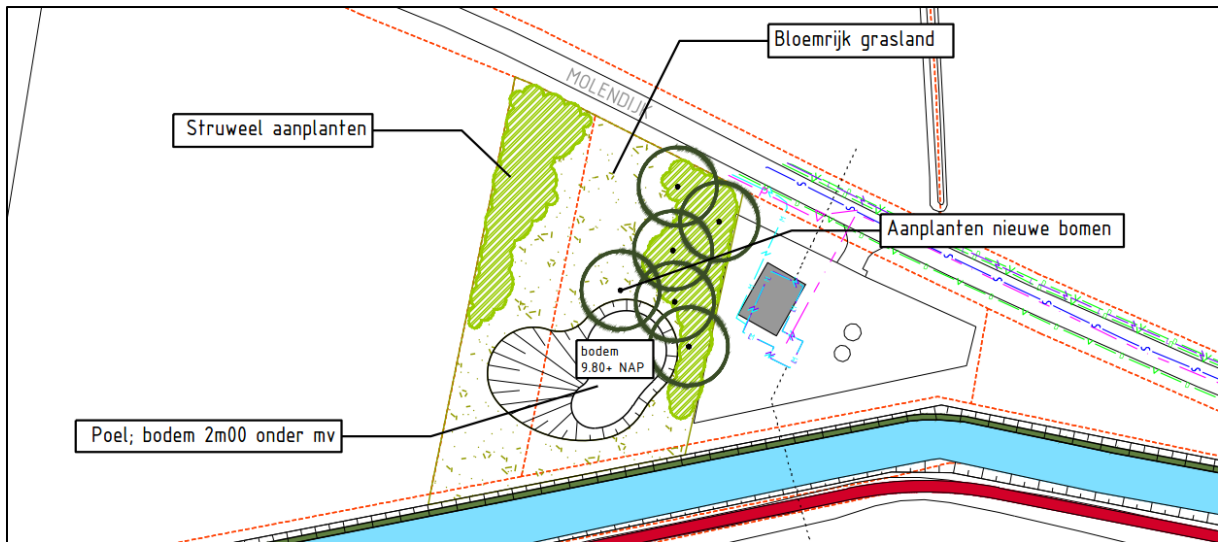 Bloemrijk grasland
MOLENDIJK
Struweel aanplanten
Aanplanten nieuwe bomen
bodem
9.80+ NAP
Poel; bodem 2m00 onder mv